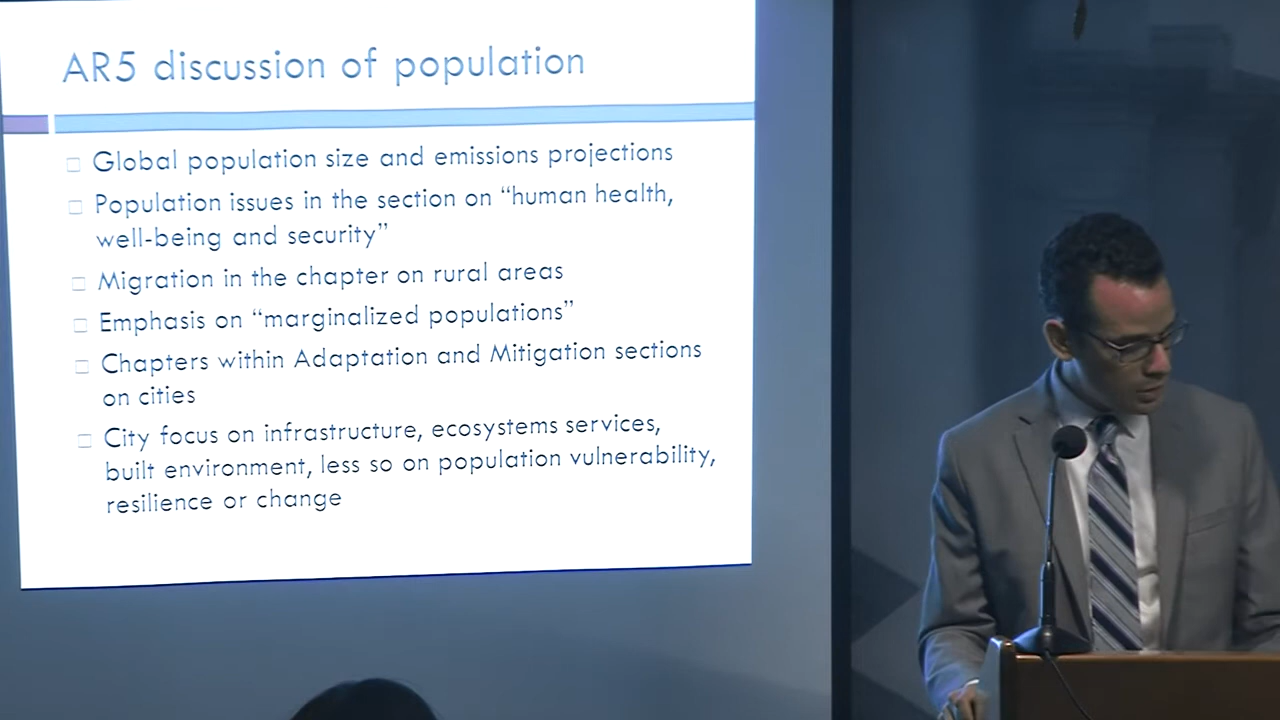 AR5 discussion of population
Global population size and emissions projections
Population issues in the section on “human health,
well-being and security”
Migration in the chapter on rural areas
Emphasis on “marginalized populations”
Chapters within Adaptation and Mitigation sections
on cities
City focus on infrastructure, ecosystems services,
built environment, less so on population vulnerability,
resilience or change